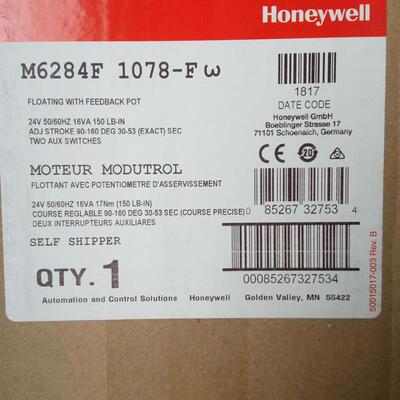 Honeywell
M6284F 1078-F ω
FLOATING WITH FEEDBACK POT
24V 50/60HZ 16VA 150 LB-IN
ADJ STROKE 90-160 DEG 30-53 (EXACT) SEC
TWO AUX SWITCHES
1817
DATE CODE
Honeywell GmbH
Boeblinger Strasse 17
71101 Schoenaich, Germany
CE
20
MOTEUR MODUTROL
FLOTTANT AVEC POTENTIOMETRE D'ASSERVISSEMENT
24V 50/60HZ 16VA 17Nm (150 LB-IN)
COURSE REGLABLE 90-160 DEG 30-53 SEC (COURSE PRECISE)
DEUX INTERRUPTEURS AUXILIARES
0 85267 32753 4
SELF SHIPPER
QTY. 1
00085267327534
Automation and Control Solutions Honeywell Golden Valley, MN 55422
50015017-003 Rev. B